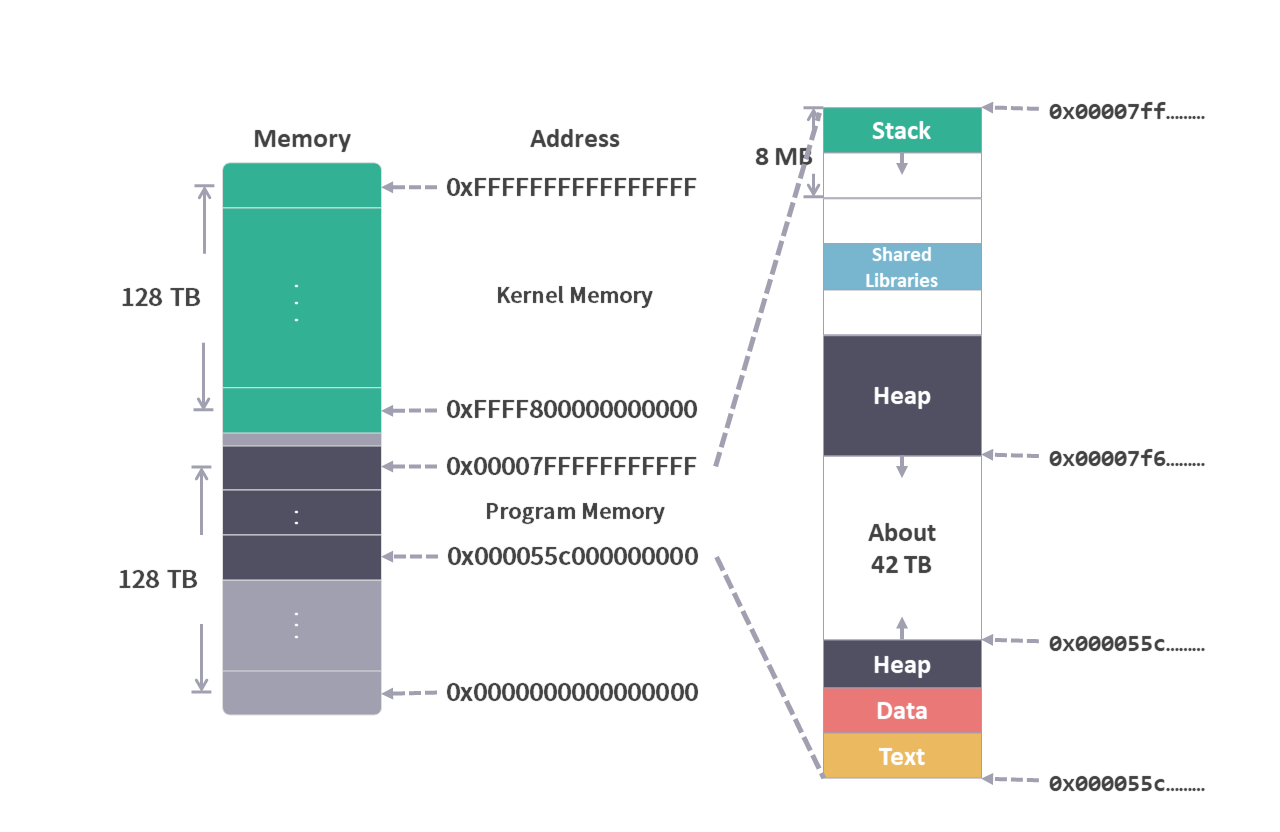 Memory
Address
0xFFFFFFFFFFFFFFFF
128 TB
Kernel Memory
0xFFFF800000000000
0x00007FFFFFFFFFFF
Program Memory
0x000055c000000000
128 TB
0x0000000000000000
0x00007ff.........
Stack
8 MB
Shared
Libraries
Heap
0x00007f6.........
About
42 TB
0x000055c.........
Heap
Data
Text
0x000055c.........